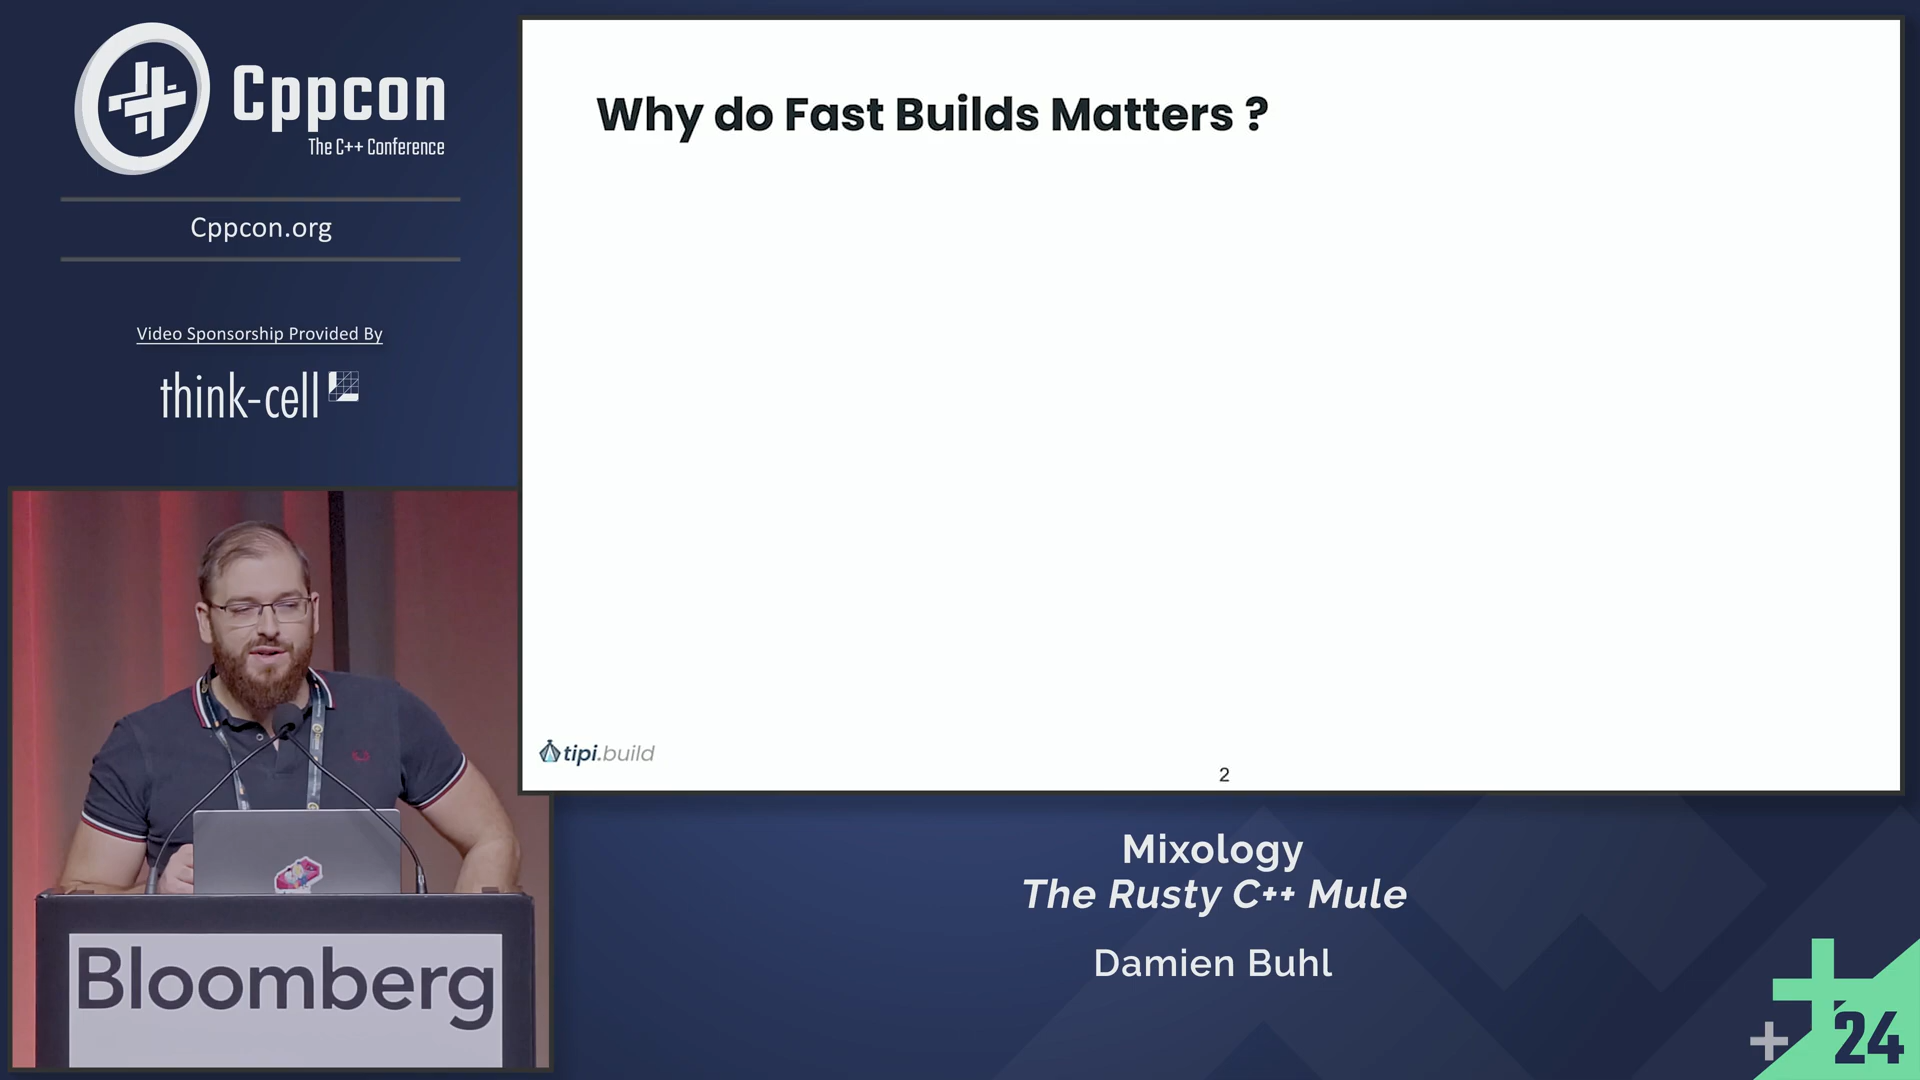 Cppcon
The C++ Conference
Cppcon.org
Video Sponsorship Provided By
think-cell
Why do Fast Builds Matters ?
tipi.build
2
Bloomberg
Mixology
The Rusty C++ Mule
Damien Buhl
24